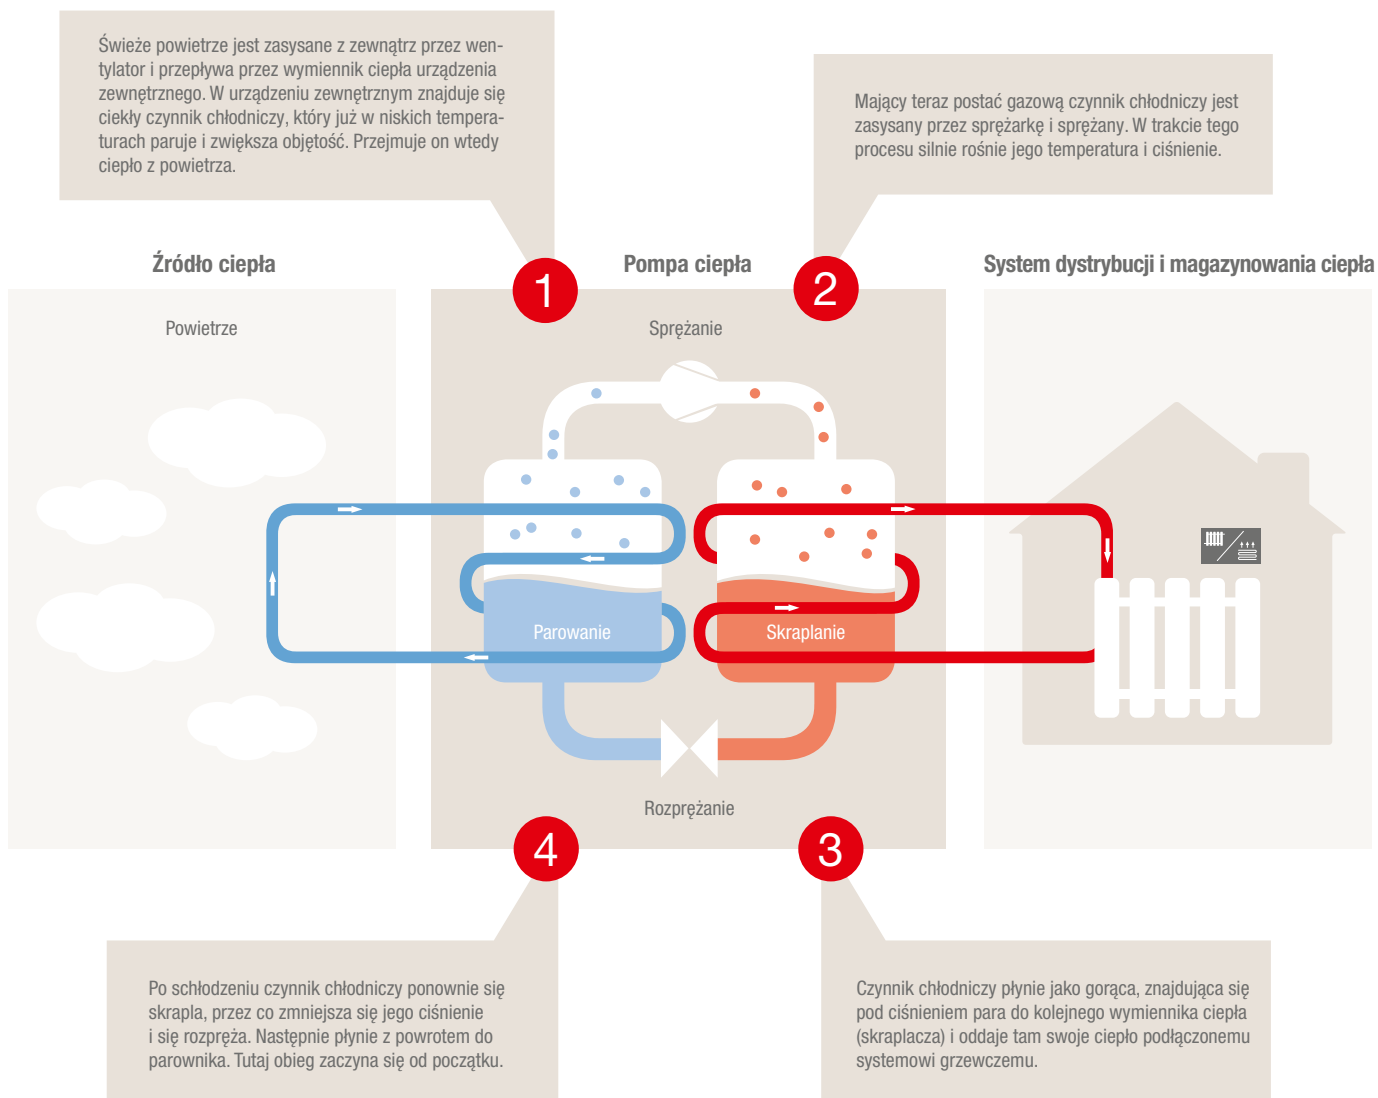 Świeże powietrze jest zasysane z zewnątrz przez wen-
tylator i przepływa przez wymiennik ciepła urządzenia
zewnętrznego. W urządzeniu zewnętrznym znajduje się
ciekły czynnik chłodniczy, który już w niskich tempera-
turach paruje i zwiększa objętość. Przejmuje on wtedy
ciepło z powietrza.
Mający teraz postać gazową czynnik chłodniczy jest
zasysany przez sprężarkę i sprężany. W trakcie tego
procesu silnie rośnie jego temperatura i ciśnienie.
Źródło ciepła
Pompa ciepła
System dystrybucji i magazynowania ciepła
1
2
Powietrze
Sprężanie
Parowanie
Skraplanie
Rozprężanie
4
3
Po schłodzeniu czynnik chłodniczy ponownie się
skrapla, przez co zmniejsza się jego ciśnienie
i się rozpręża. Następnie płynie z powrotem do
parownika. Tutaj obieg zaczyna się od początku.
Czynnik chłodniczy płynie jako gorąca, znajdująca się
pod ciśnieniem para do kolejnego wymiennika ciepła
(skraplacza) i oddaje tam swoje ciepło podłączonemu
systemowi grzewczemu.